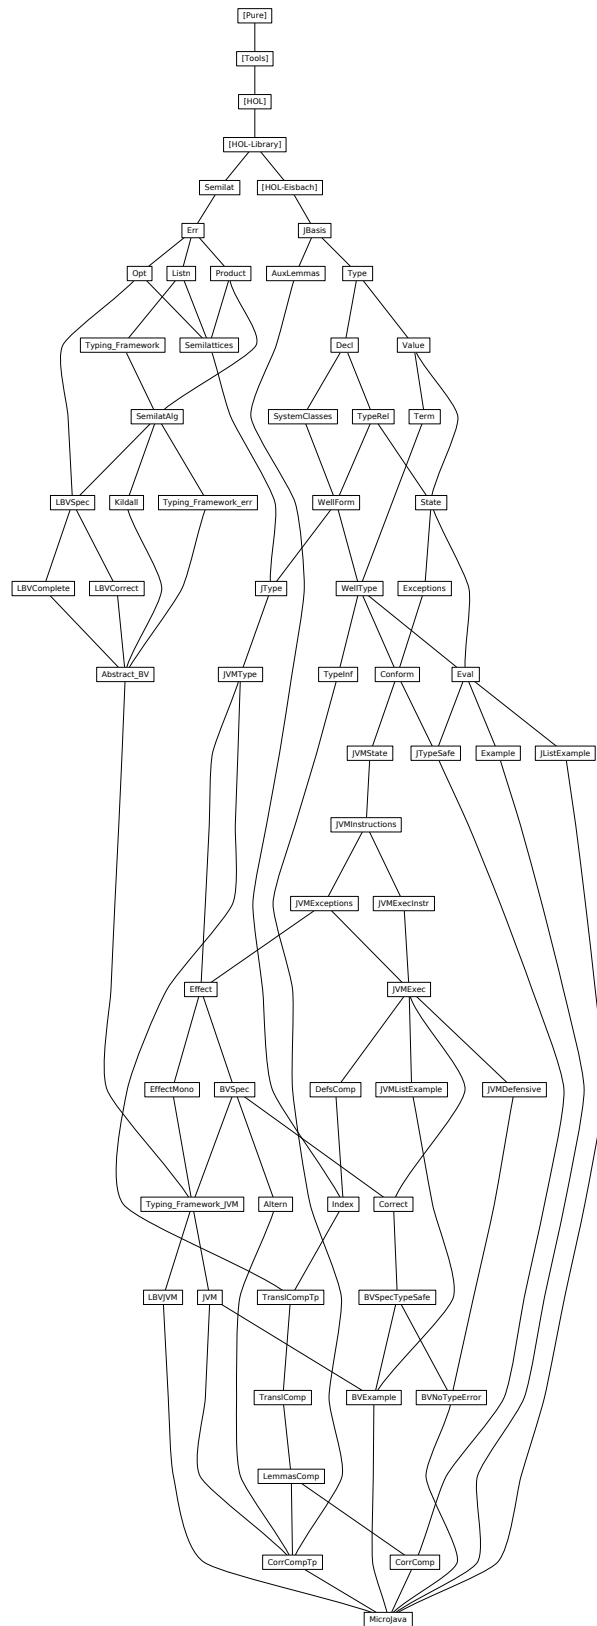 [Pure]
[Tools]
[HOL]
[HOL-Library]
Semilat
[HOL-Eisbach]
Err
JBasis
Opt
Listn
Product
AuxLemmas
Type
Typing_Framework
Semilattices
Decl
Value
SemilatAlg
SystemClasses
TypeRel
Term
LBVSpec
Kildall
Typing_Framework_err
WellForm
State
LBVComplete
LBVCorrect
JType
WellType
Exceptions
Abstract_BV
JVMType
TypeInf
Conform
Eval
JVMState
JTypeSafe
Example
JListExample
JVMInstructions
JVMExceptions
JVMExecInstr
Effect
JVMExec
EffectMono
BVSpec
DefsComp
JVMListExample
JVMDefensive
Typing_Framework_JVM
Altern
Index
Correct
LBVJVM
JVM
TranslCompTp
BVSpecTypeSafe
TranslComp
BVExample
BVNoTypeError
LemmasComp
CorrCompTp
CorrComp
MicroJava